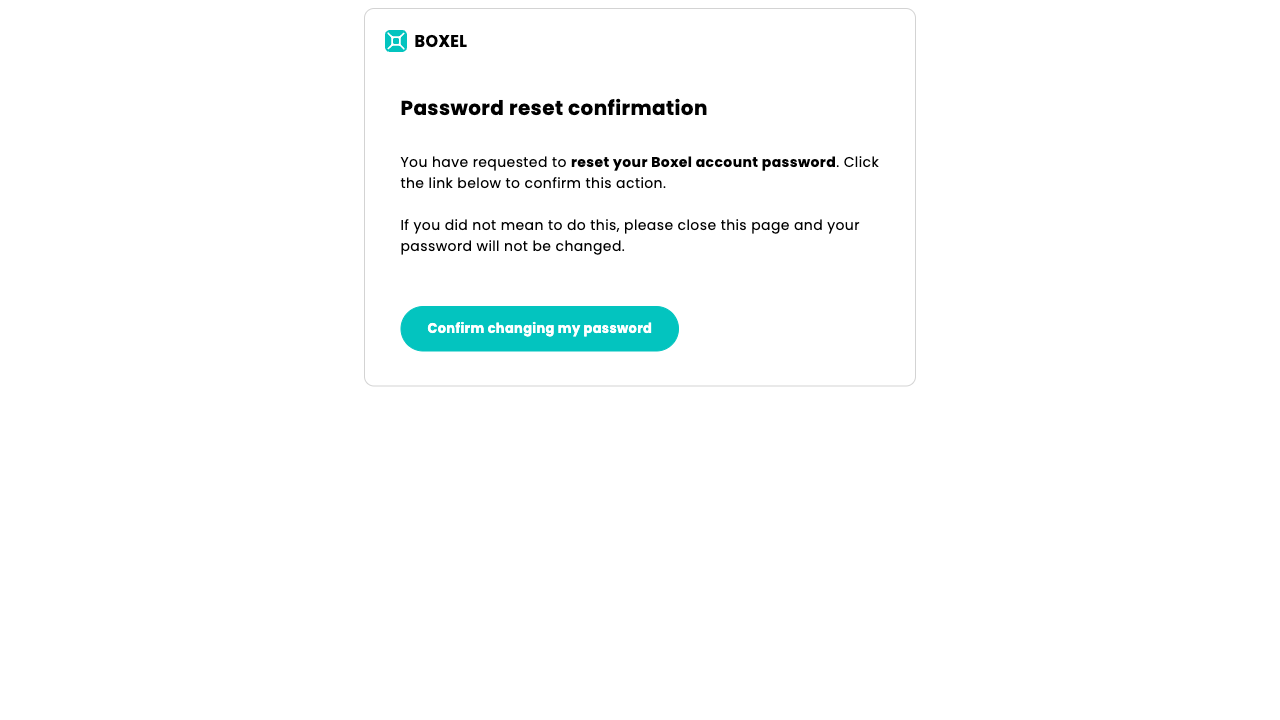 BOXEL
Password reset confirmation
You have requested to reset your Boxel account password. Click
the link below to confirm this action.
If you did not mean to do this, please close this page and your
password will not be changed.
Confirm changing my password